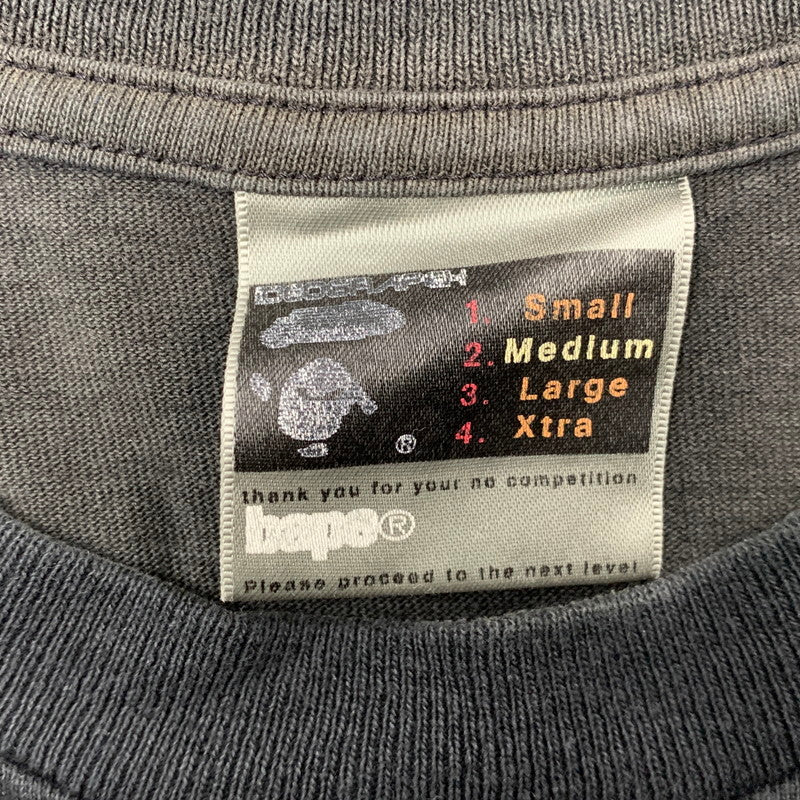 1. Small
2. Medium
3. Large
4. Xtra
®
thank you for your no competition
bape®
Please proceed to the next level